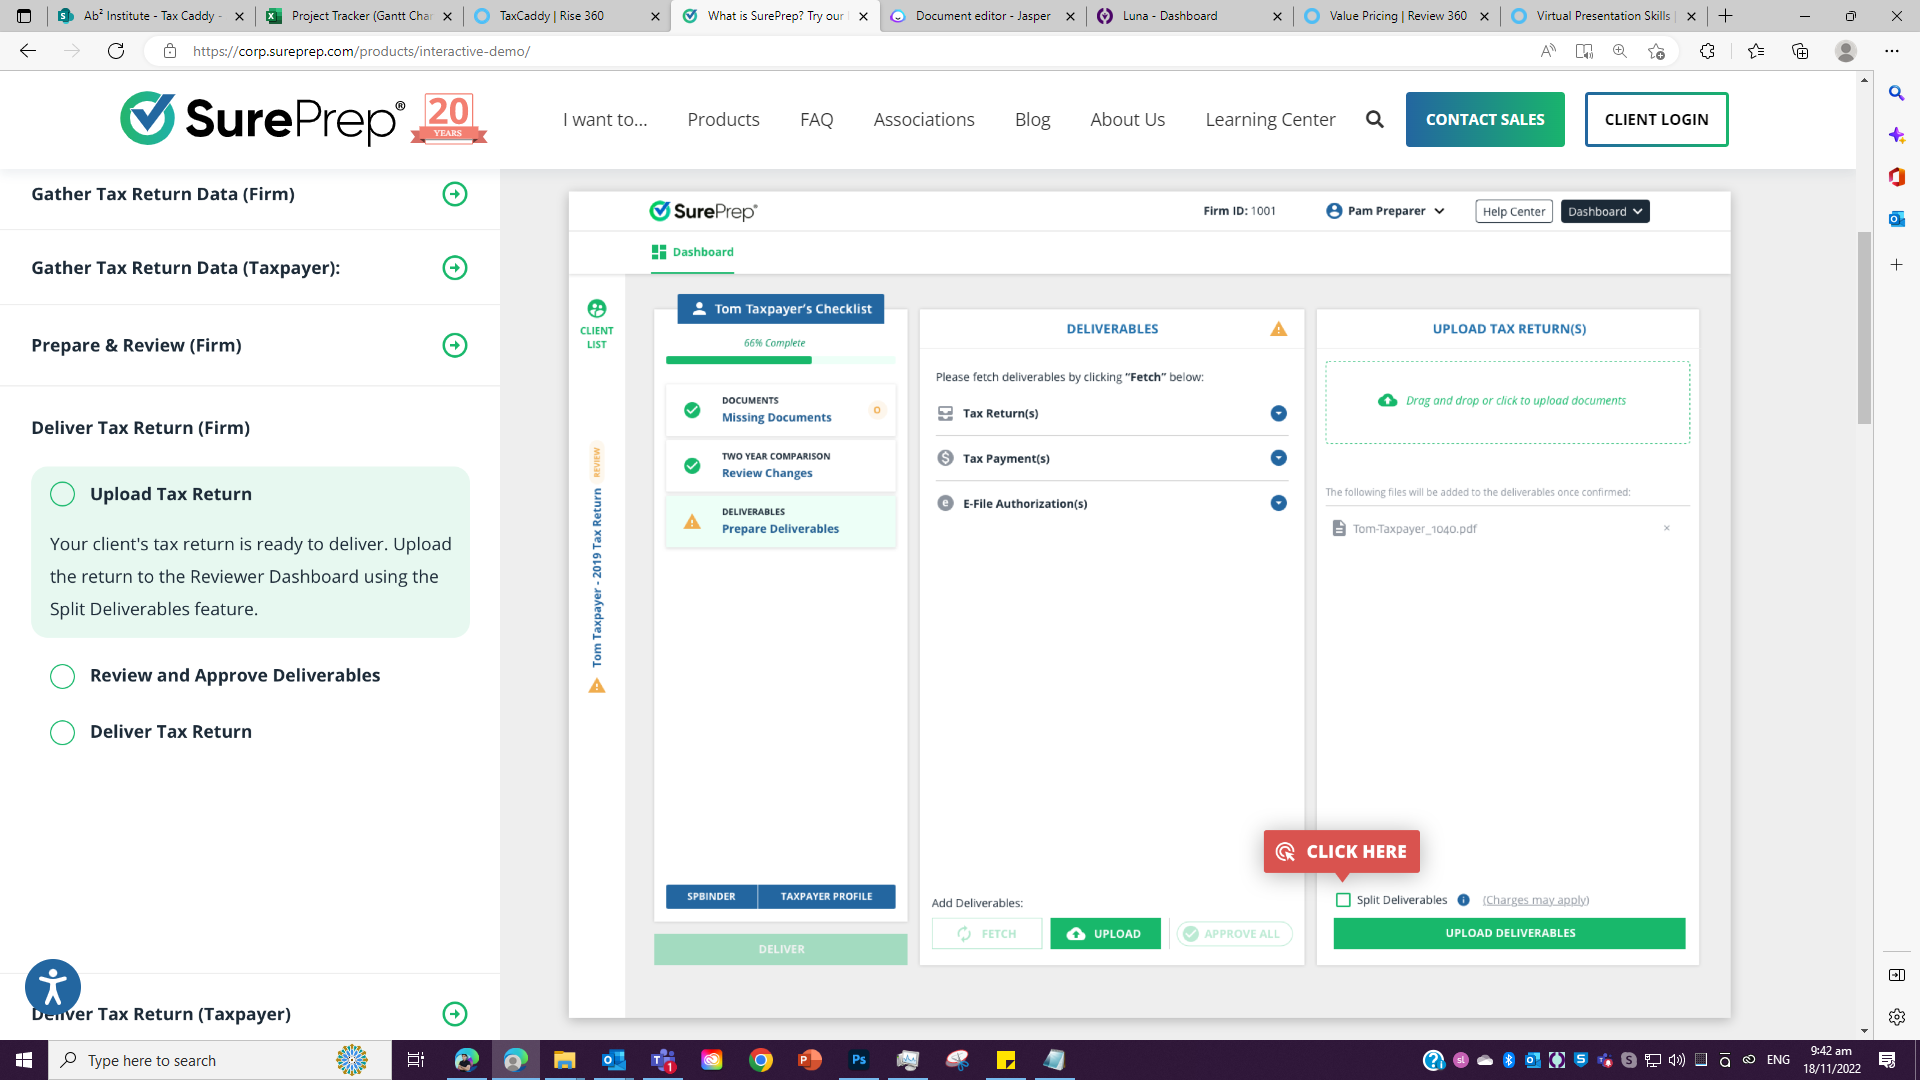 Ab² Institute - Tax Caddy -
Project Tracker (Gantt Char
TaxCaddy | Rise 360
What is SurePrep? Try our
Document editor - Jasper
Luna - Dashboard
Value Pricing | Review 360
Virtual Presentation Skills
https://corp.sureprep.com/products/interactive-demo/
SurePrep®
20
YEARS
I want to...
Products
FAQ
Associations
Blog
About Us
Learning Center
CONTACT SALES
CLIENT LOGIN
Gather Tax Return Data (Firm)
Gather Tax Return Data (Taxpayer):
Prepare & Review (Firm)
Deliver Tax Return (Firm)
Upload Tax Return
Your client's tax return is ready to deliver. Upload
the return to the Reviewer Dashboard using the
Split Deliverables feature.
Review and Approve Deliverables
Deliver Tax Return
Deliver Tax Return (Taxpayer)
SurePrep®
Firm ID: 1001
Pam Preparer
Help Center
Dashboard
Dashboard
CLIENT
LIST
Tom Taxpayer - 2019 Tax Return REVIEW
Tom Taxpayer's Checklist
66% Complete
DOCUMENTS
Missing Documents
0
TWO YEAR COMPARISON
Review Changes
DELIVERABLES
Prepare Deliverables
SPBINDER
TAXPAYER PROFILE
DELIVER
DELIVERABLES
Please fetch deliverables by clicking "Fetch" below:
Tax Return(s)
Tax Payment(s)
E-File Authorization(s)
Add Deliverables:
FETCH
UPLOAD
APPROVE ALL
UPLOAD TAX RETURN(S)
Drag and drop or click to upload documents
The following files will be added to the deliverables once confirmed:
Tom-Taxpayer_1040.pdf
CLICK HERE
Split Deliverables
(Charges may apply)
UPLOAD DELIVERABLES
Type here to search
ENG
9:42 am
18/11/2022